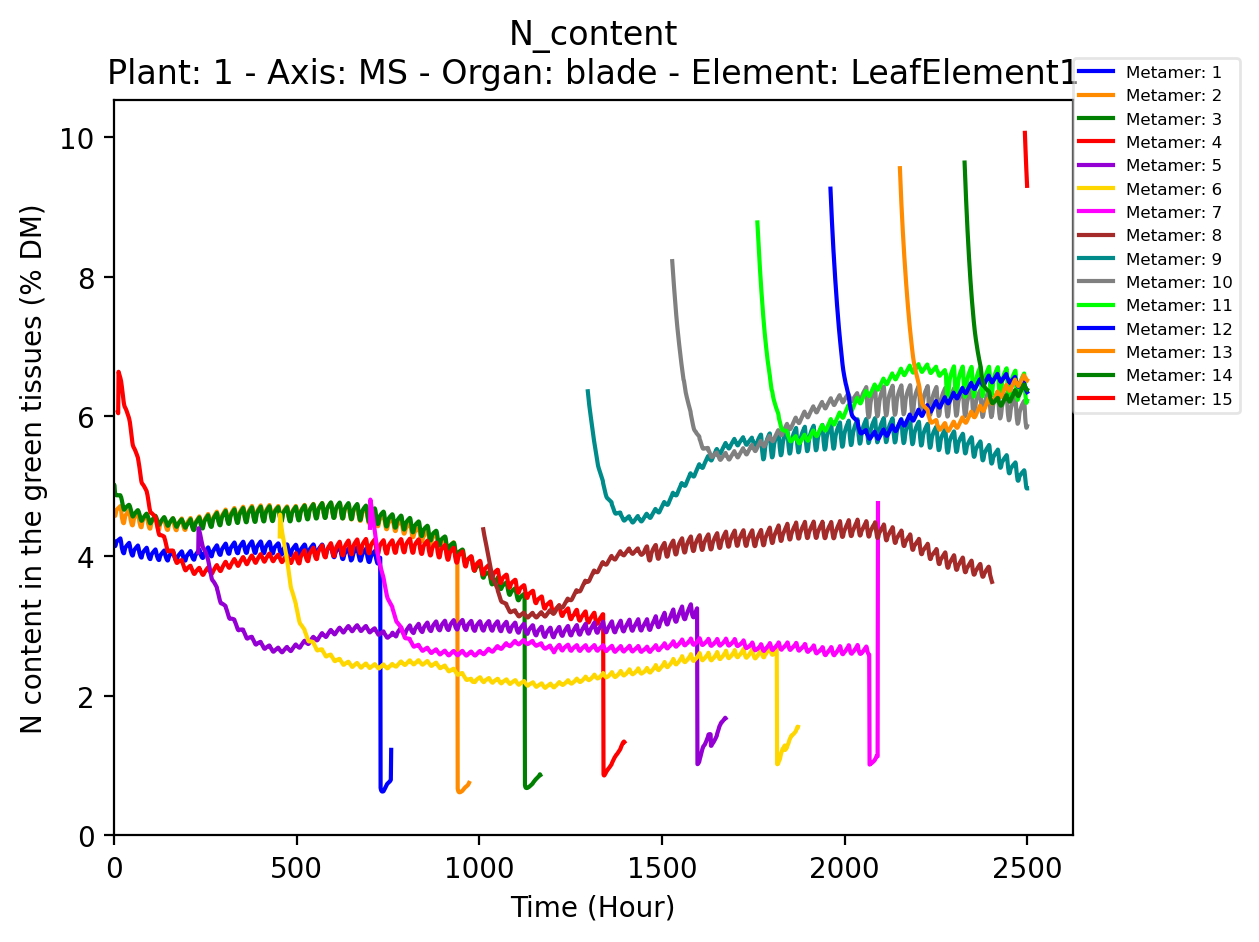 N_content
Plant: 1 - Axis: MS - Organ: blade - Element: LeafElement1
Metamer: 1
Metamer: 2
Metamer: 3
Metamer: 4
Metamer: 5
Metamer: 6
Metamer: 7
Metamer: 8
Metamer: 9
Metamer: 10
Metamer: 11
Metamer: 12
Metamer: 13
Metamer: 14
Metamer: 15
N content in the green tissues (% DM)
10
8
6
4
2
0
0 500 1000 1500 2000 2500
Time (Hour)